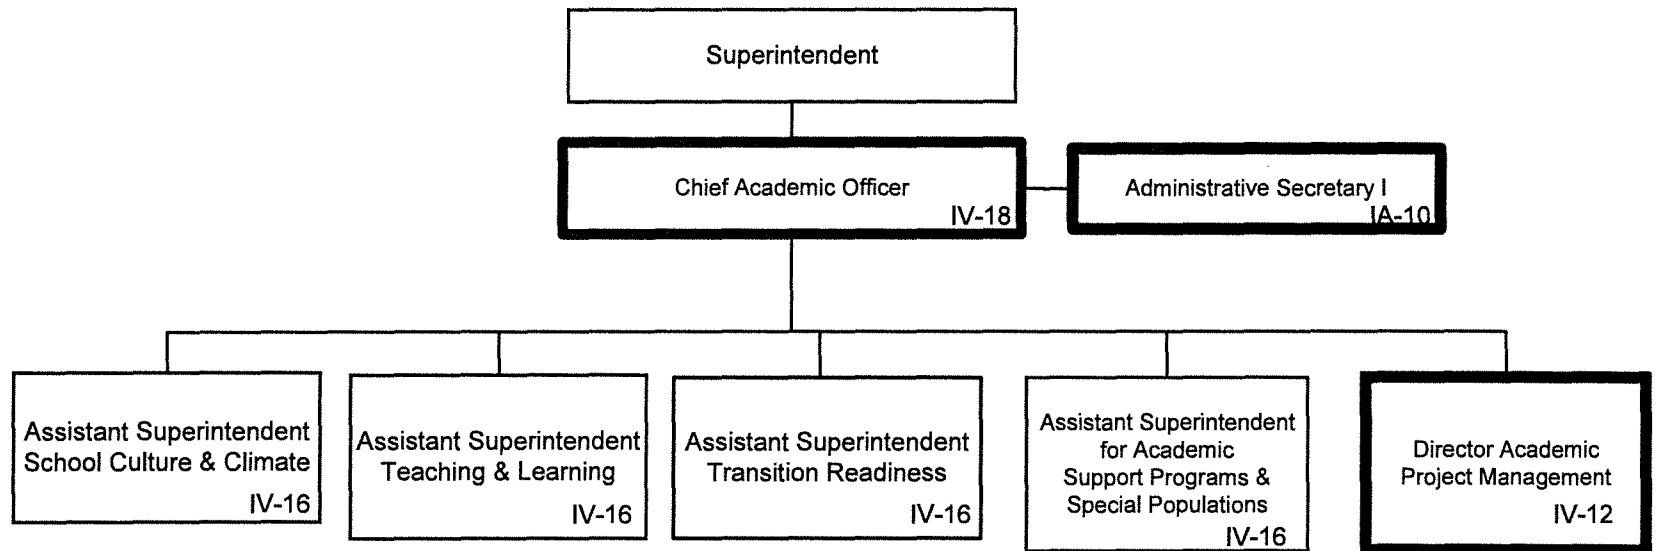 Superintendent
Chief Academic Officer
IV-18
Administrative Secretary I
IA-10
Assistant Superintendent
School Culture & Climate
IV-16
Assistant Superintendent
Teaching & Learning
IV-16
Assistant Superintendent
Transition Readiness
IV-16
Assistant Superintendent
for Academic
Support Programs &
Special Populations
IV-16
Director Academic
Project Management
IV-12